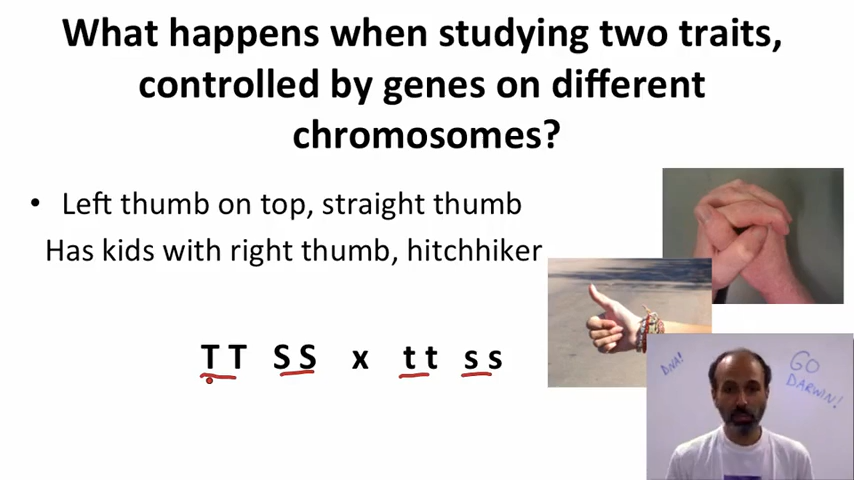 What happens when studying two traits,
controlled by genes on different
chromosomes?
• Left thumb on top, straight thumb
Has kids with right thumb, hitchhiker
T T S S x t t s s
DNA!
GO
DARWIN!